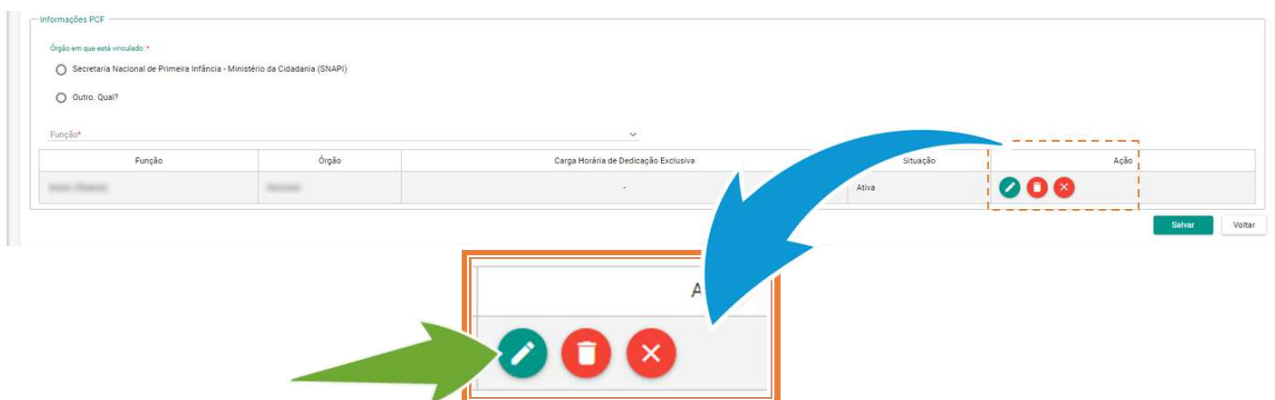 Informações PCF
Órgão em que está vinculado: *
Secretaria Nacional de Primeira Infância - Ministério da Cidadania (SNAPI)
Outro. Qual?
Função*
Função Órgão Carga Horária de Dedicação Exclusiva Situação Ação
- Ativa
Salvar Voltar
A